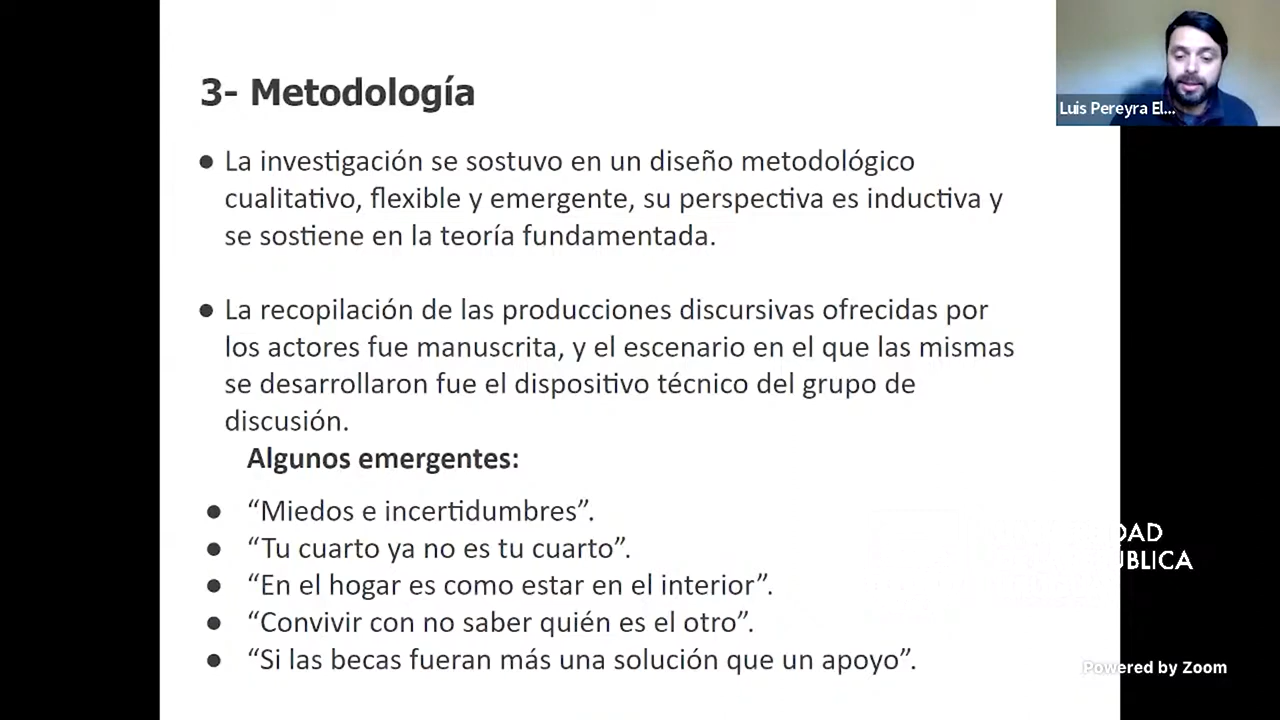 3- Metodología
● La investigación se sostuvo en un diseño metodológico
cualitativo, flexible y emergente, su perspectiva es inductiva y
se sostiene en la teoría fundamentada.
● La recopilación de las producciones discursivas ofrecidas por
los actores fue manuscrita, y el escenario en el que las mismas
se desarrollaron fue el dispositivo técnico del grupo de
discusión.
Algunos emergentes:
● “Miedos e incertidumbres”.
● “Tu cuarto ya no es tu cuarto”.
● “En el hogar es como estar en el interior”.
● “Convivir con no saber quién es el otro”.
● “Si las becas fueran más una solución que un apoyo”.
Luis Pereyra El...
DAD
ÚBLICA
Powered by Zoom